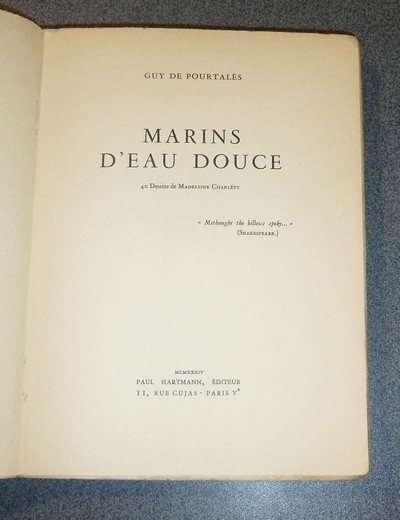 GUY DE POURTALÈS
MARINS
D'EAU DOUCE
40 Dessins de MADELEINE CHARLÉTY
« Methought the billows spoke... »
(SHAKESPEARE.)
MCMXXXIV
PAUL HARTMANN, ÉDITEUR
11, RUE CUJAS - PARIS Vᵉ